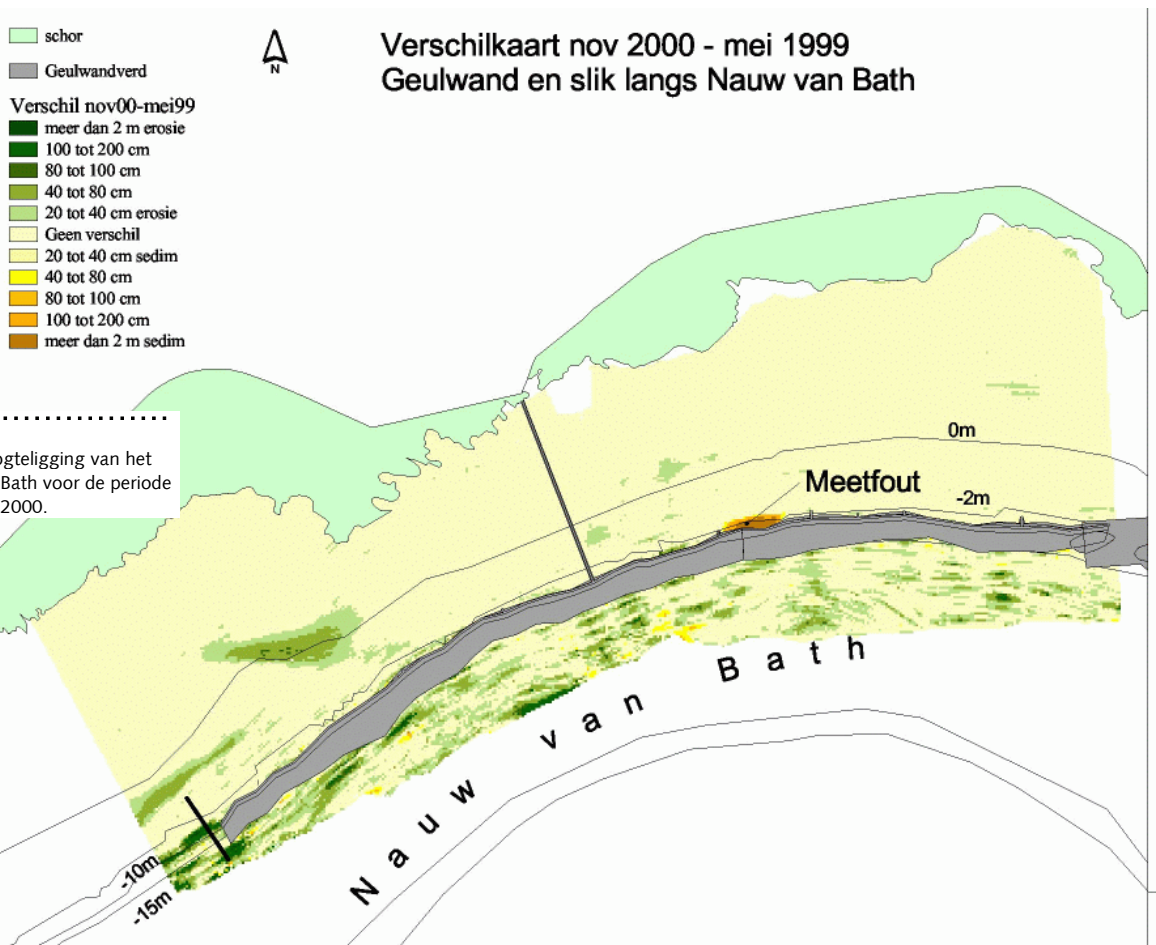 schor
Geulwandverd
N
Verschilkaart nov 2000 - mei 1999
Geulwand en slik langs Nauw van Bath
Verschil nov00-mei99
meer dan 2 m erosie
100 tot 200 cm
80 tot 100 cm
40 tot 80 cm
20 tot 40 cm erosie
Geen verschil
20 tot 40 cm sedim
40 tot 80 cm
80 tot 100 cm
100 tot 200 cm
meer dan 2 m sedim
ogteligging van het
Bath voor de periode
2000.
0m
Meetfout
-2m
Nauw van Bath
-10m
-15m